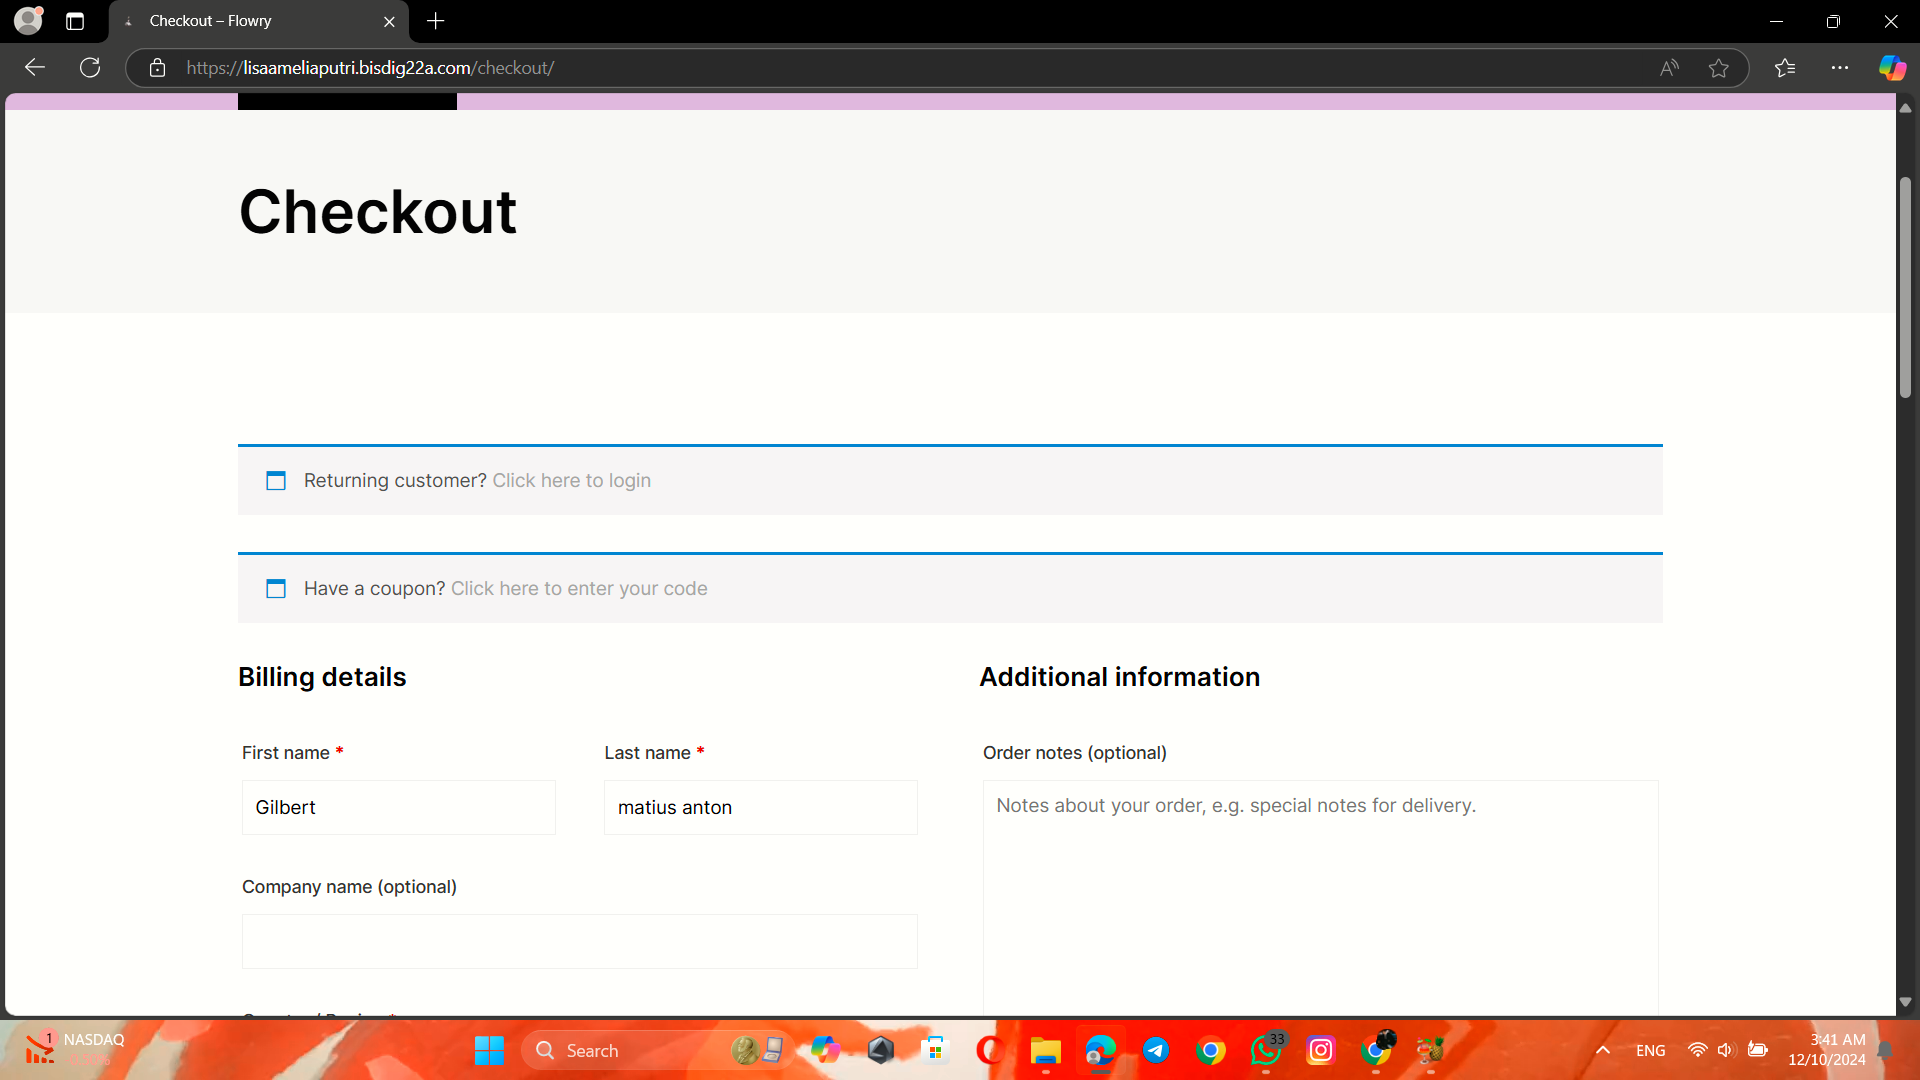 Checkout – Flowry
https://lisaameliaputri.bisdig22a.com/checkout/
Checkout
Returning customer? Click here to login
Have a coupon? Click here to enter your code
Billing details
Additional information
First name *
Last name *
Order notes (optional)
Gilbert
matius anton
Notes about your order, e.g. special notes for delivery.
Company name (optional)
1
NASDAQ
Search
33
ENG
3:41 AM
12/10/2024